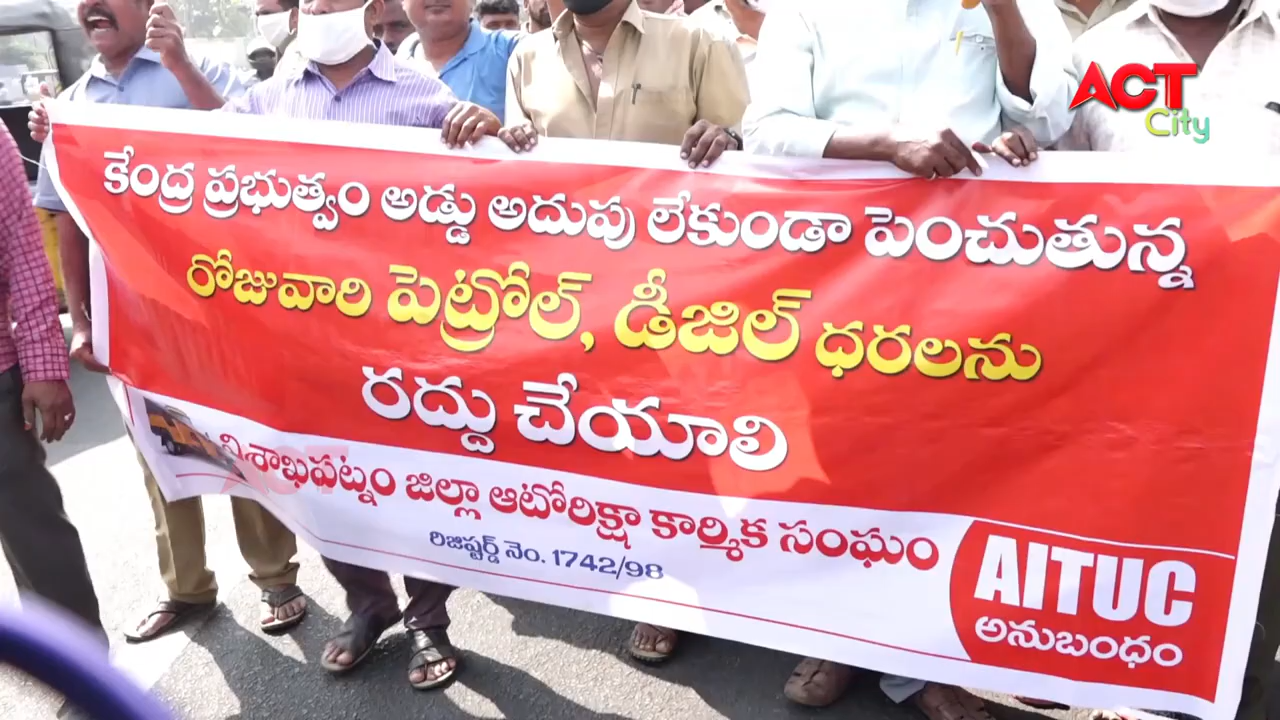 ACT
City
కేంద్ర ప్రభుత్వం అడ్డు అదుపు లేకుండా పెంచుతున్న
రోజువారి పెట్రోల్, డీజిల్ ధరలను
రద్దు చేయాలి
విశాఖపట్నం జిల్లా ఆటోరిక్షా కార్మిక సంఘం
రిజిష్టర్డ్ నెం. 1742/98
AITUC
అనుబంధం